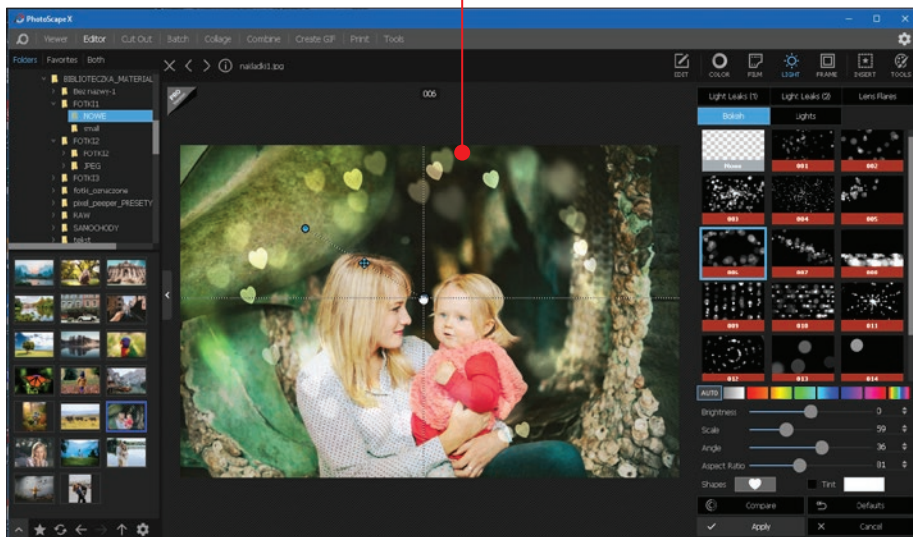 PhotoScape X
Viewer Editor Cut Out Batch Collage Combine Create GIF Print Tools
Folders Favorites Both
nakladki1.jpg
EDIT COLOR FILM LIGHT FRAME INSERT TOOLS
BIBLIOTECZKA_MATERIAL
Bez nazwy-1
FOTKI1
NOWE
small
FOTKI2
FOTKI2
JPEG
FOTKI3
fotki_oznaczone
pixel_peeper_PRESETY
RAW
SAMOCHODY
tekst
PRO
006
Light Leaks (1) Light Leaks (2) Lens Flares
Bokeh Lights
None 001 002
003 004 005
006 007 008
009 010 011
012 013 014
AUTO
Brightness 0
Scale 59
Angle 36
Aspect Ratio 81
Shapes Tint
Compare Defaults
Apply Cancel